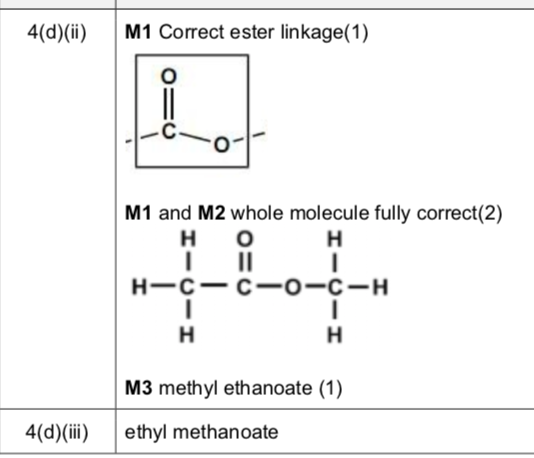 4(d)(ii)
M1 Correct ester linkage(1)
O
C
O
M1 and M2 whole molecule fully correct(2)
H O H
H—C—C—O—C—H
H H
M3 methyl ethanoate (1)
4(d)(iii)
ethyl methanoate